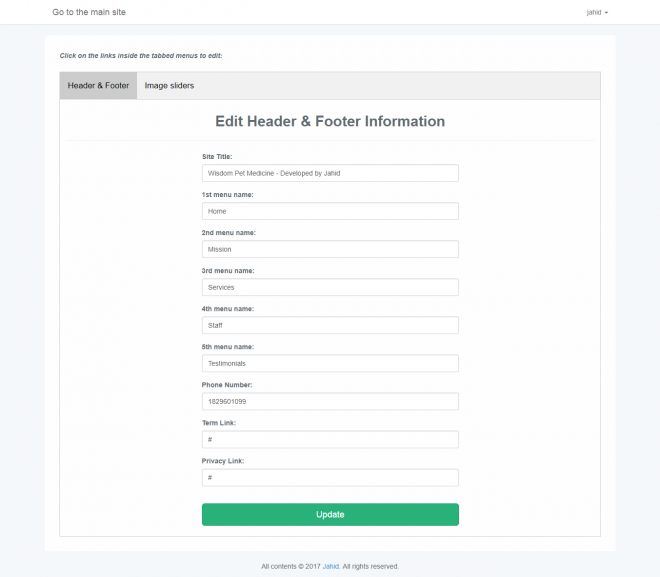 Go to the main site
jahid
Click on the links inside the tabbed menus to edit:
Header & Footer
Image sliders
Edit Header & Footer Information
Site Title:
Wisdom Pet Medicine - Developed by Jahid
1st menu name:
Home
2nd menu name:
Mission
3rd menu name:
Services
4th menu name:
Staff
5th menu name:
Testimonials
Phone Number:
1829601099
Term Link:
#
Privacy Link:
#
Update
All contents © 2017 Jahid. All rights reserved.